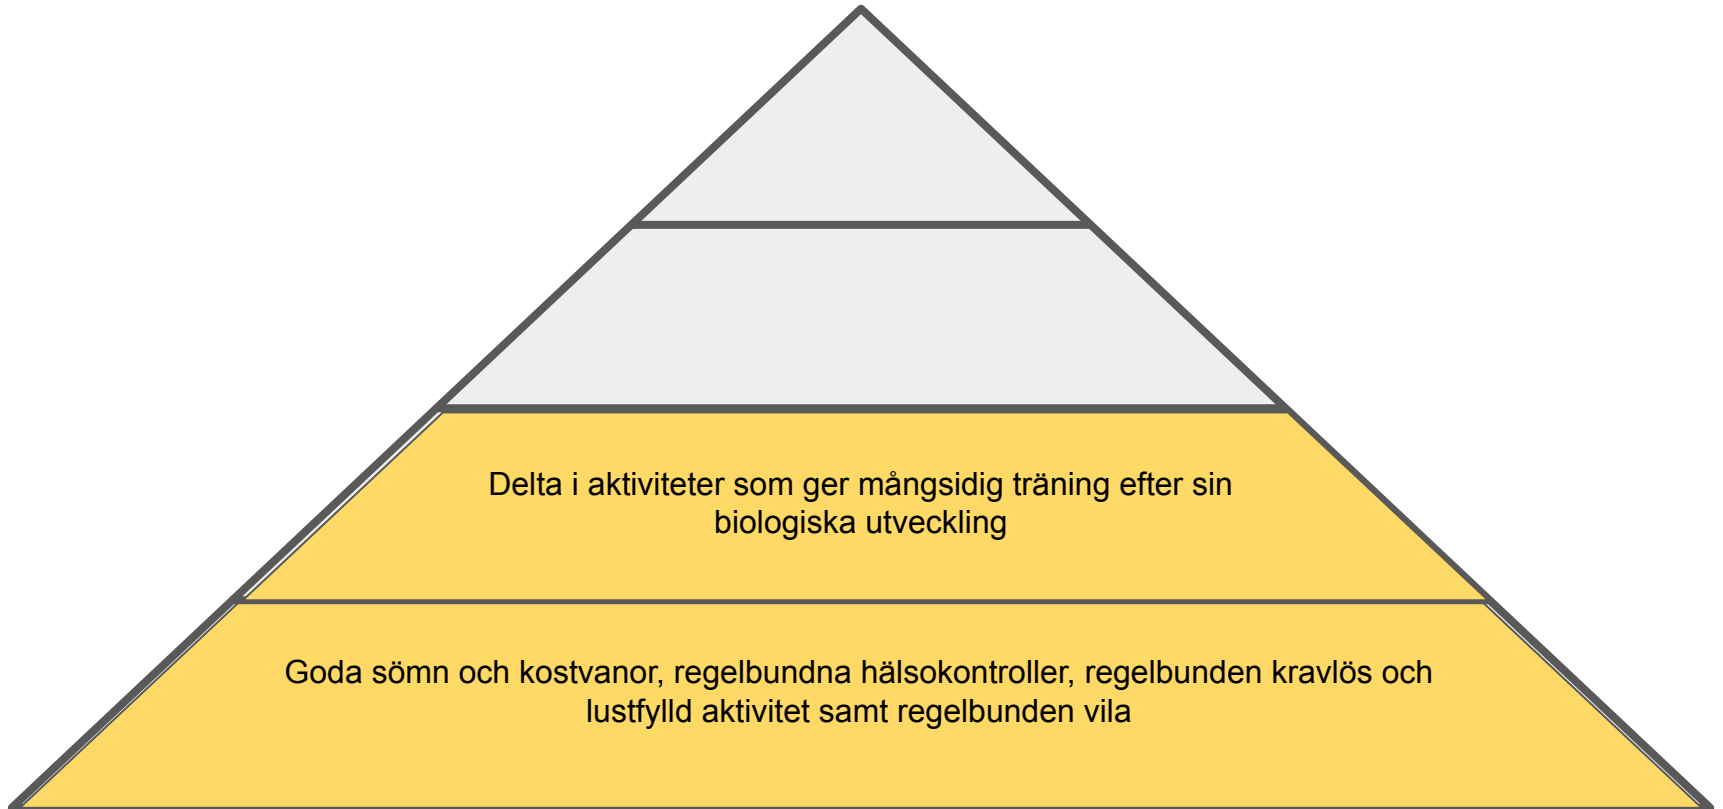 Delta i aktiviteter som ger mångsidig träning efter sin
biologiska utveckling
Goda sömn och kostvanor, regelbundna hälsokontroller, regelbunden kravlös och
lustfylld aktivitet samt regelbunden vila